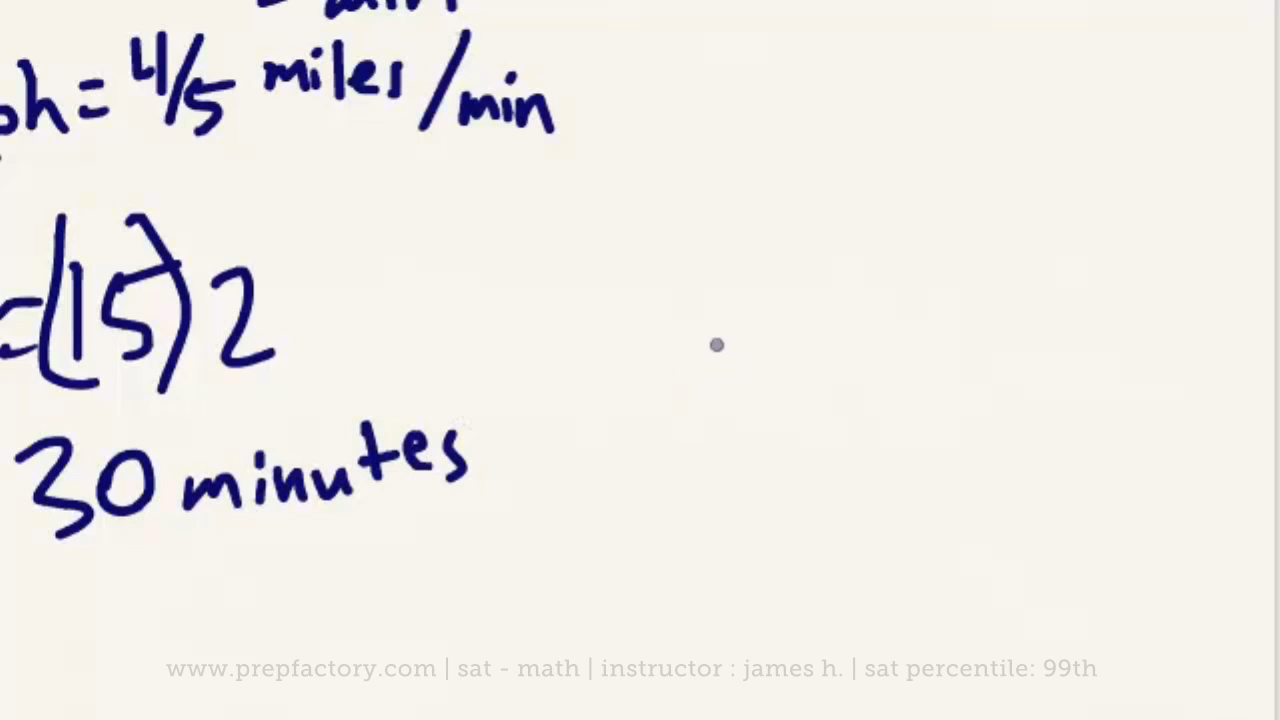 ph = 4/5 miles/min
= (15) 2
30 minutes
www.prepfactory.com | sat - math | instructor : james h. | sat percentile: 99th